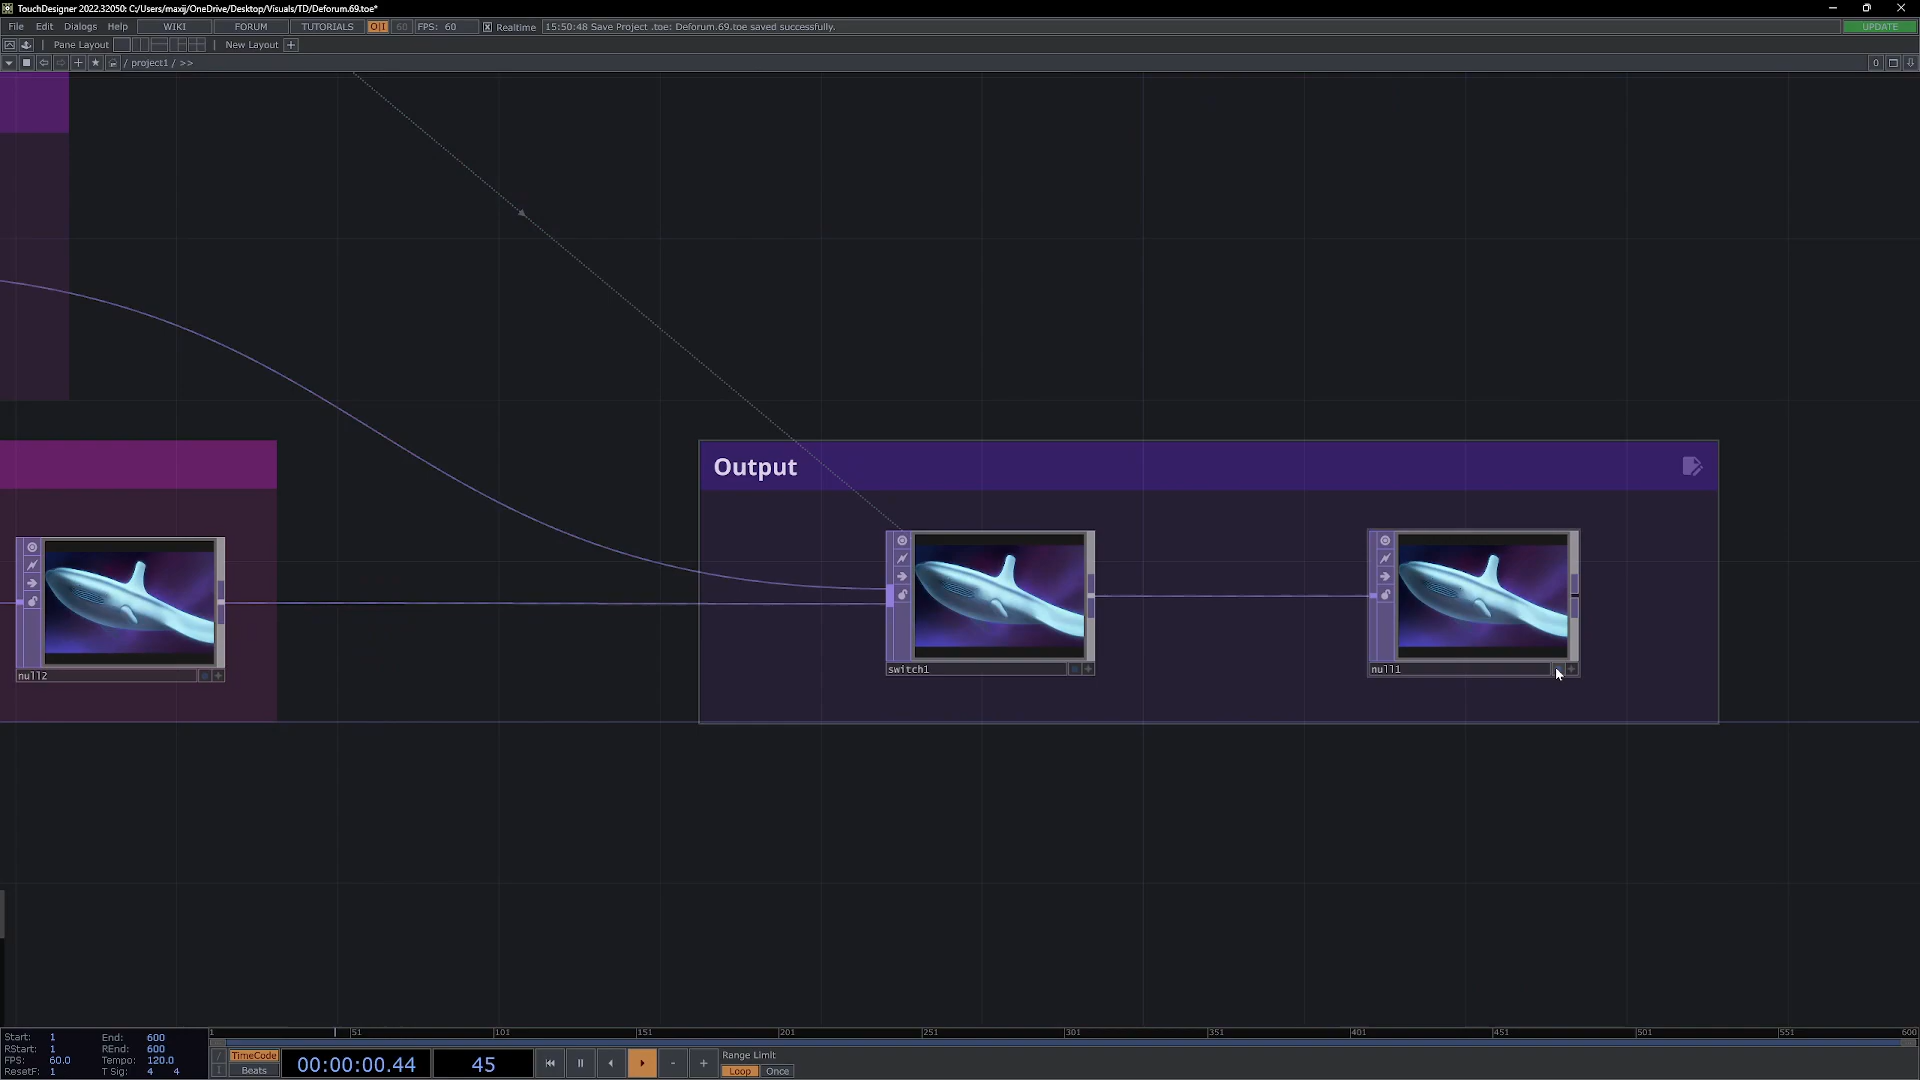 TouchDesigner 2022.32050: C:/Users/maxij/OneDrive/Desktop/Visuals/TD/Deforum.69.toe*
File Edit Dialogs Help WIKI FORUM TUTORIALS O|I 60 FPS: 60 Realtime 15:50:48 Save Project .toe: Deforum.69.toe saved successfully. UPDATE
Pane Layout New Layout +
/ project1 / >> 0
Output
null2
switch1
null1
1 51 101 151 201 251 301 351 401 451 501 551 600
Start: 1 End: 600
RStart: 1 REnd: 600
FPS: 60.0 Tempo: 120.0
ResetF: 1 T Sig: 4 4
TimeCode
Beats
00:00:00.44
45
- +
Range Limit
Loop Once